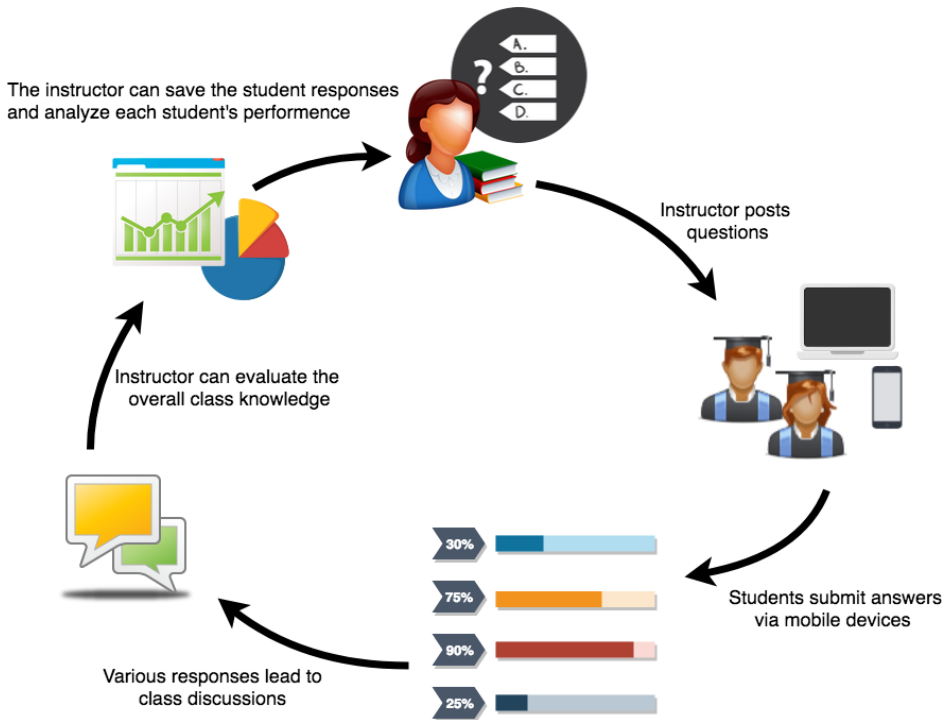 A.
B.
?
C.
D.
The instructor can save the student responses
and analyze each student's performence
Instructor posts
questions
Instructor can evaluate the
overall class knowledge
30%
75%
Students submit answers
via mobile devices
90%
Various responses lead to
class discussions
25%